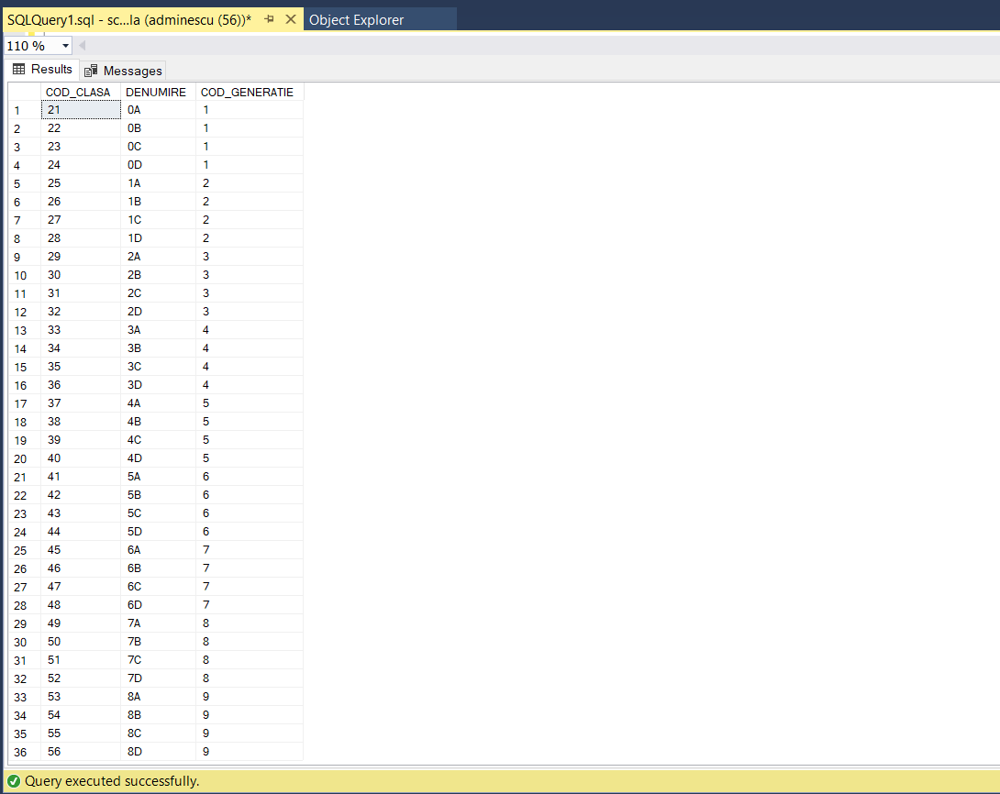 SQLQuery1.sql - sc...la (adminescu (56))* Object Explorer
110 %
Results Messages
COD_CLASA DENUMIRE COD_GENERATIE
1 21 0A 1
2 22 0B 1
3 23 0C 1
4 24 0D 1
5 25 1A 2
6 26 1B 2
7 27 1C 2
8 28 1D 2
9 29 2A 3
10 30 2B 3
11 31 2C 3
12 32 2D 3
13 33 3A 4
14 34 3B 4
15 35 3C 4
16 36 3D 4
17 37 4A 5
18 38 4B 5
19 39 4C 5
20 40 4D 5
21 41 5A 6
22 42 5B 6
23 43 5C 6
24 44 5D 6
25 45 6A 7
26 46 6B 7
27 47 6C 7
28 48 6D 7
29 49 7A 8
30 50 7B 8
31 51 7C 8
32 52 7D 8
33 53 8A 9
34 54 8B 9
35 55 8C 9
36 56 8D 9
Query executed successfully.